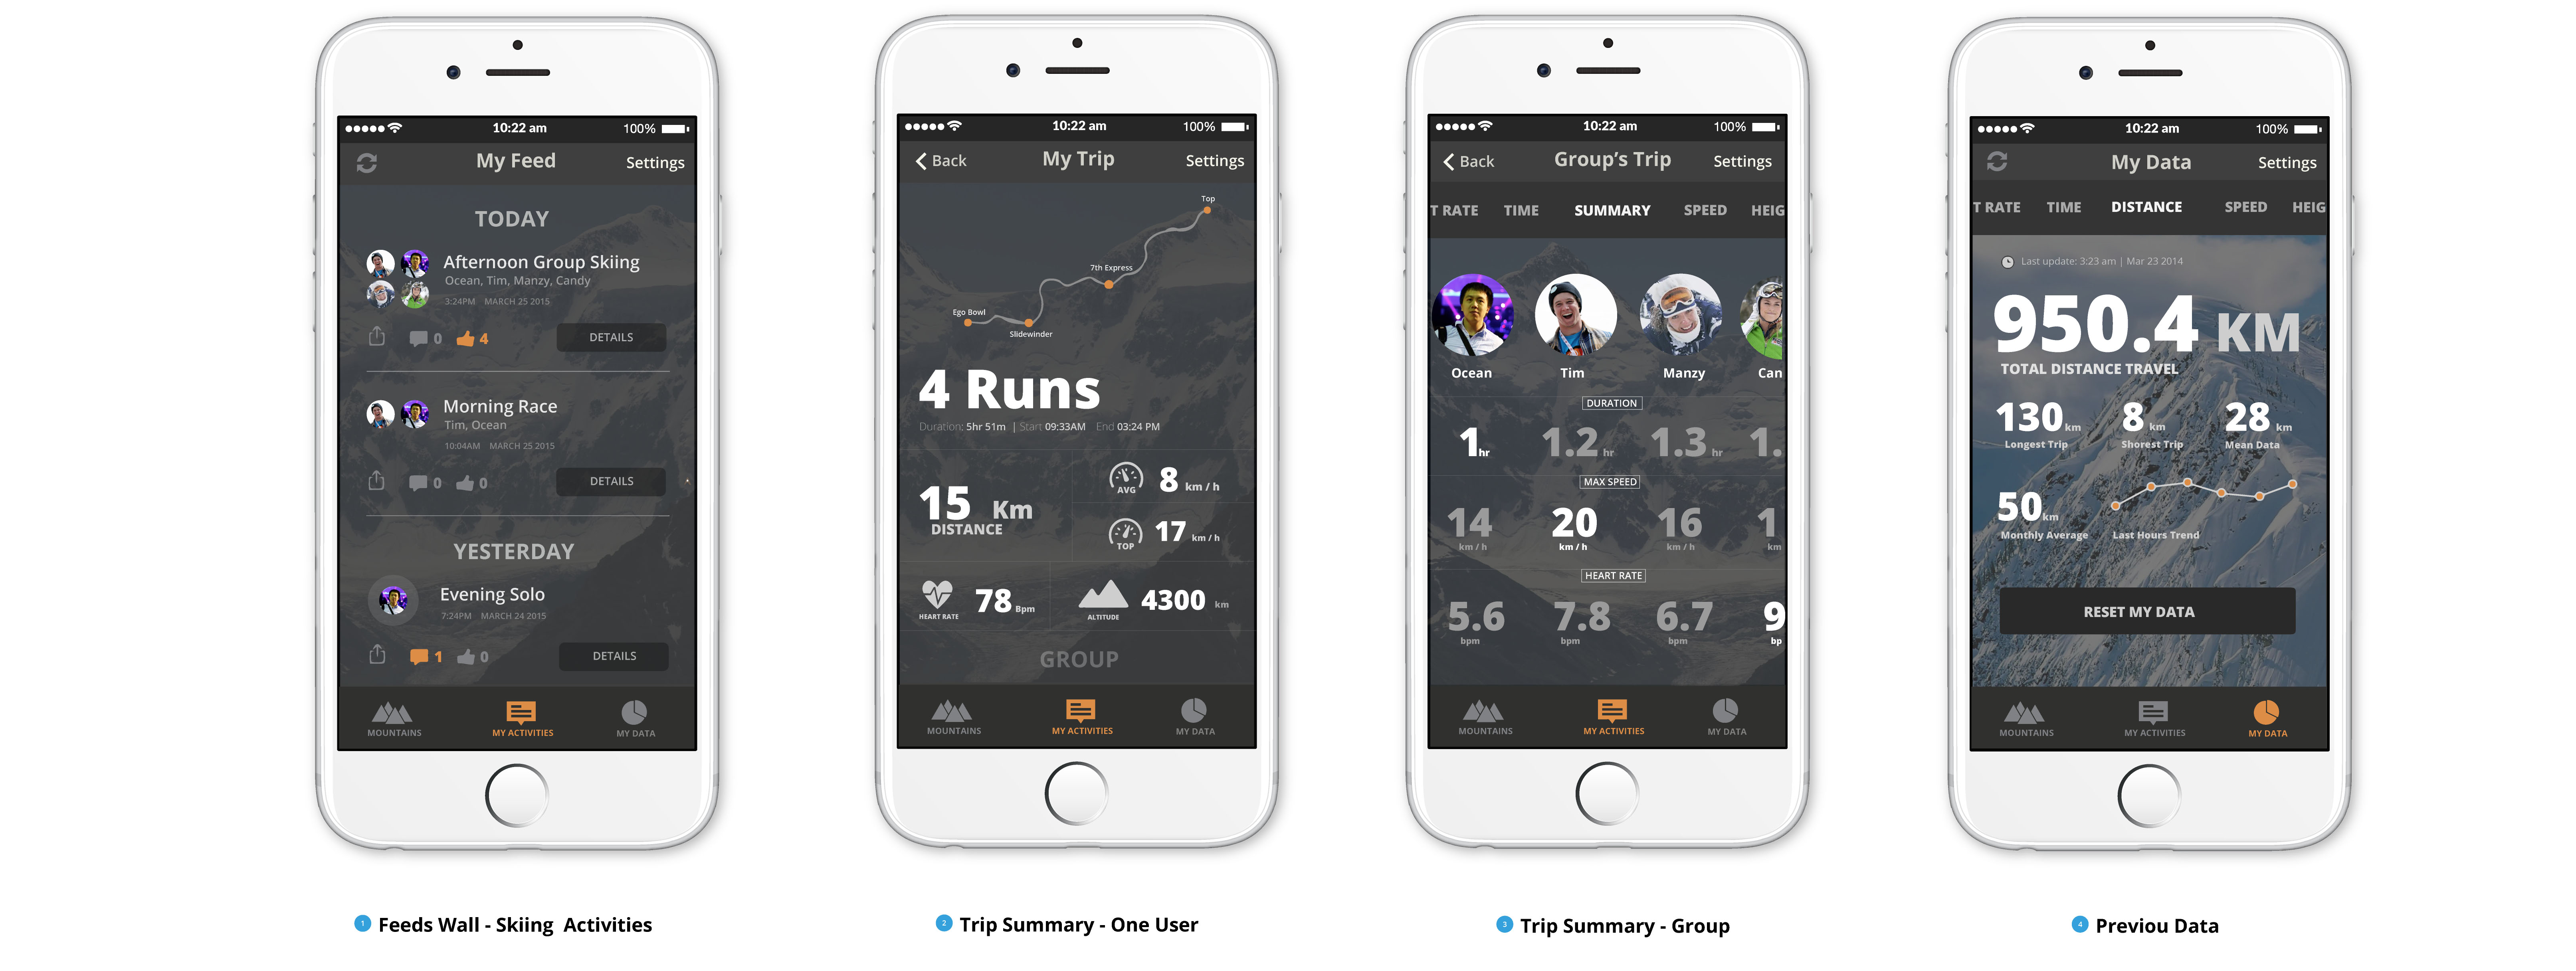 10:22 am 100%
My Feed Settings
TODAY
Afternoon Group Skiing
Ocean, Tim, Manzy, Candy
3:24PM MARCH 25 2015
0 4 DETAILS
Morning Race
Tim, Ocean
10:04AM MARCH 25 2015
0 0 DETAILS
YESTERDAY
Evening Solo
7:24PM MARCH 24 2015
1 0 DETAILS
MOUNTAINS MY ACTIVITIES MY DATA
1 Feeds Wall - Skiing Activities
10:22 am 100%
Back My Trip Settings
Top
7th Express
Ego Bowl
Slidewinder
4 Runs
Duration: 5hr 51m | Start 09:33AM End 03:24 PM
15 Km
DISTANCE
AVG 8 km / h
TOP 17 km / h
HEART RATE 78 Bpm
ALTITUDE 4300 km
GROUP
MOUNTAINS MY ACTIVITIES MY DATA
2 Trip Summary - One User
10:22 am 100%
Back Group's Trip Settings
T RATE TIME SUMMARY SPEED HEIG
Ocean Tim Manzy Can
DURATION
1hr 1.2 hr 1.3 hr 1.
MAX SPEED
14 20 16 1
km / h km / h km / h km
HEART RATE
5.6 7.8 6.7 9
bpm bpm bpm bp
MOUNTAINS MY ACTIVITIES MY DATA
3 Trip Summary - Group
10:22 am 100%
My Data Settings
T RATE TIME DISTANCE SPEED HEIG
Last update: 3:23 am | Mar 23 2014
950.4 KM
TOTAL DISTANCE TRAVEL
130 km 8 km 28 km
Longest Trip Shorest Trip Mean Data
50 km
Monthly Average Last Hours Trend
RESET MY DATA
MOUNTAINS MY ACTIVITIES MY DATA
4 Previou Data